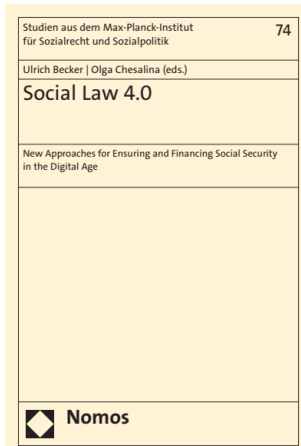 Studien aus dem Max-Planck-Institut
für Sozialrecht und Sozialpolitik
74
Ulrich Becker | Olga Chesalina (eds.)
Social Law 4.0
New Approaches for Ensuring and Financing Social Security
in the Digital Age
Nomos